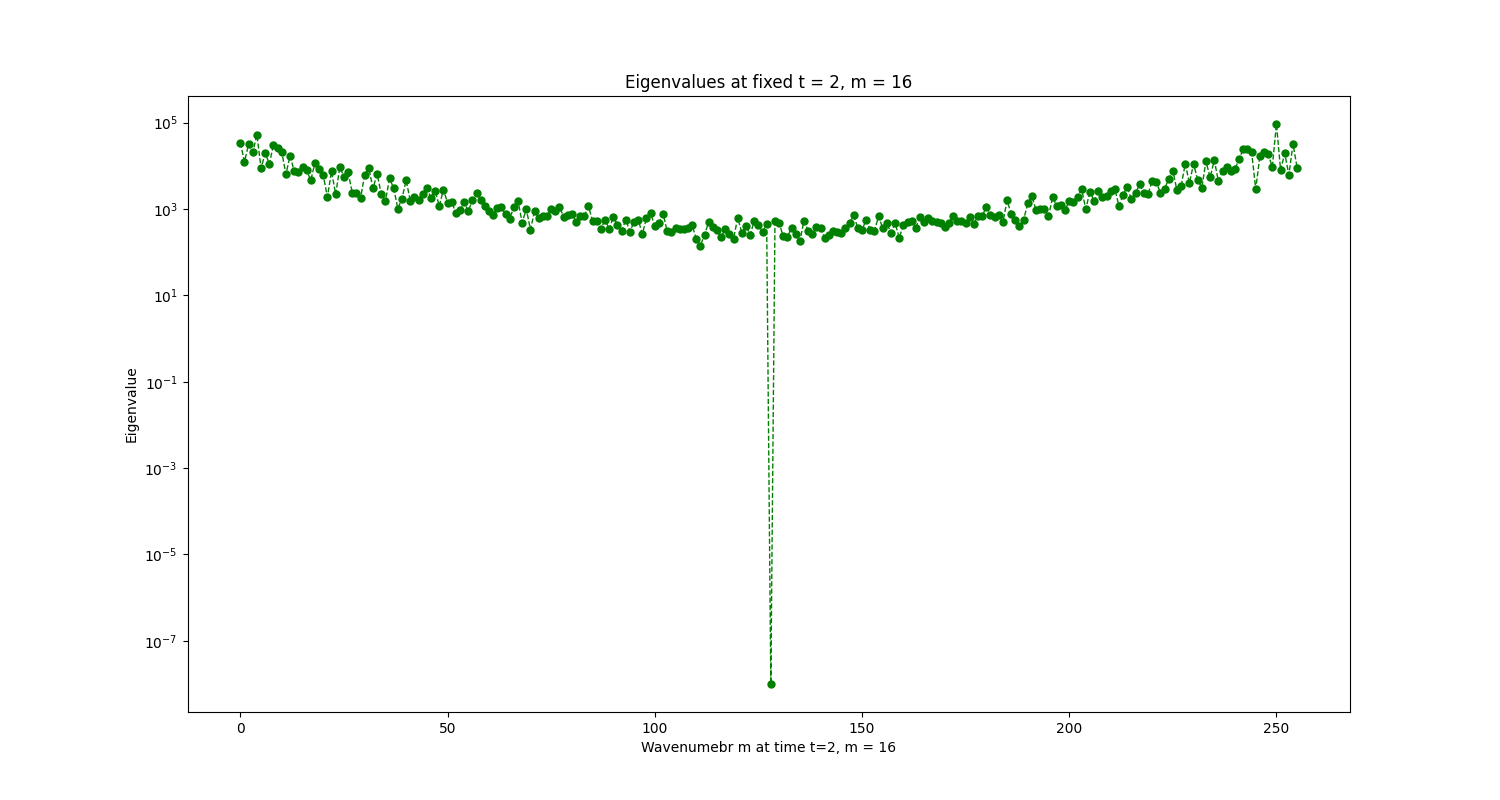 Eigenvalues at fixed t = 2, m = 16
10^5
10^3
10^1
10^-1
10^-3
10^-5
10^-7
Eigenvalue
0 50 100 150 200 250
Wavenumebr m at time t=2, m = 16